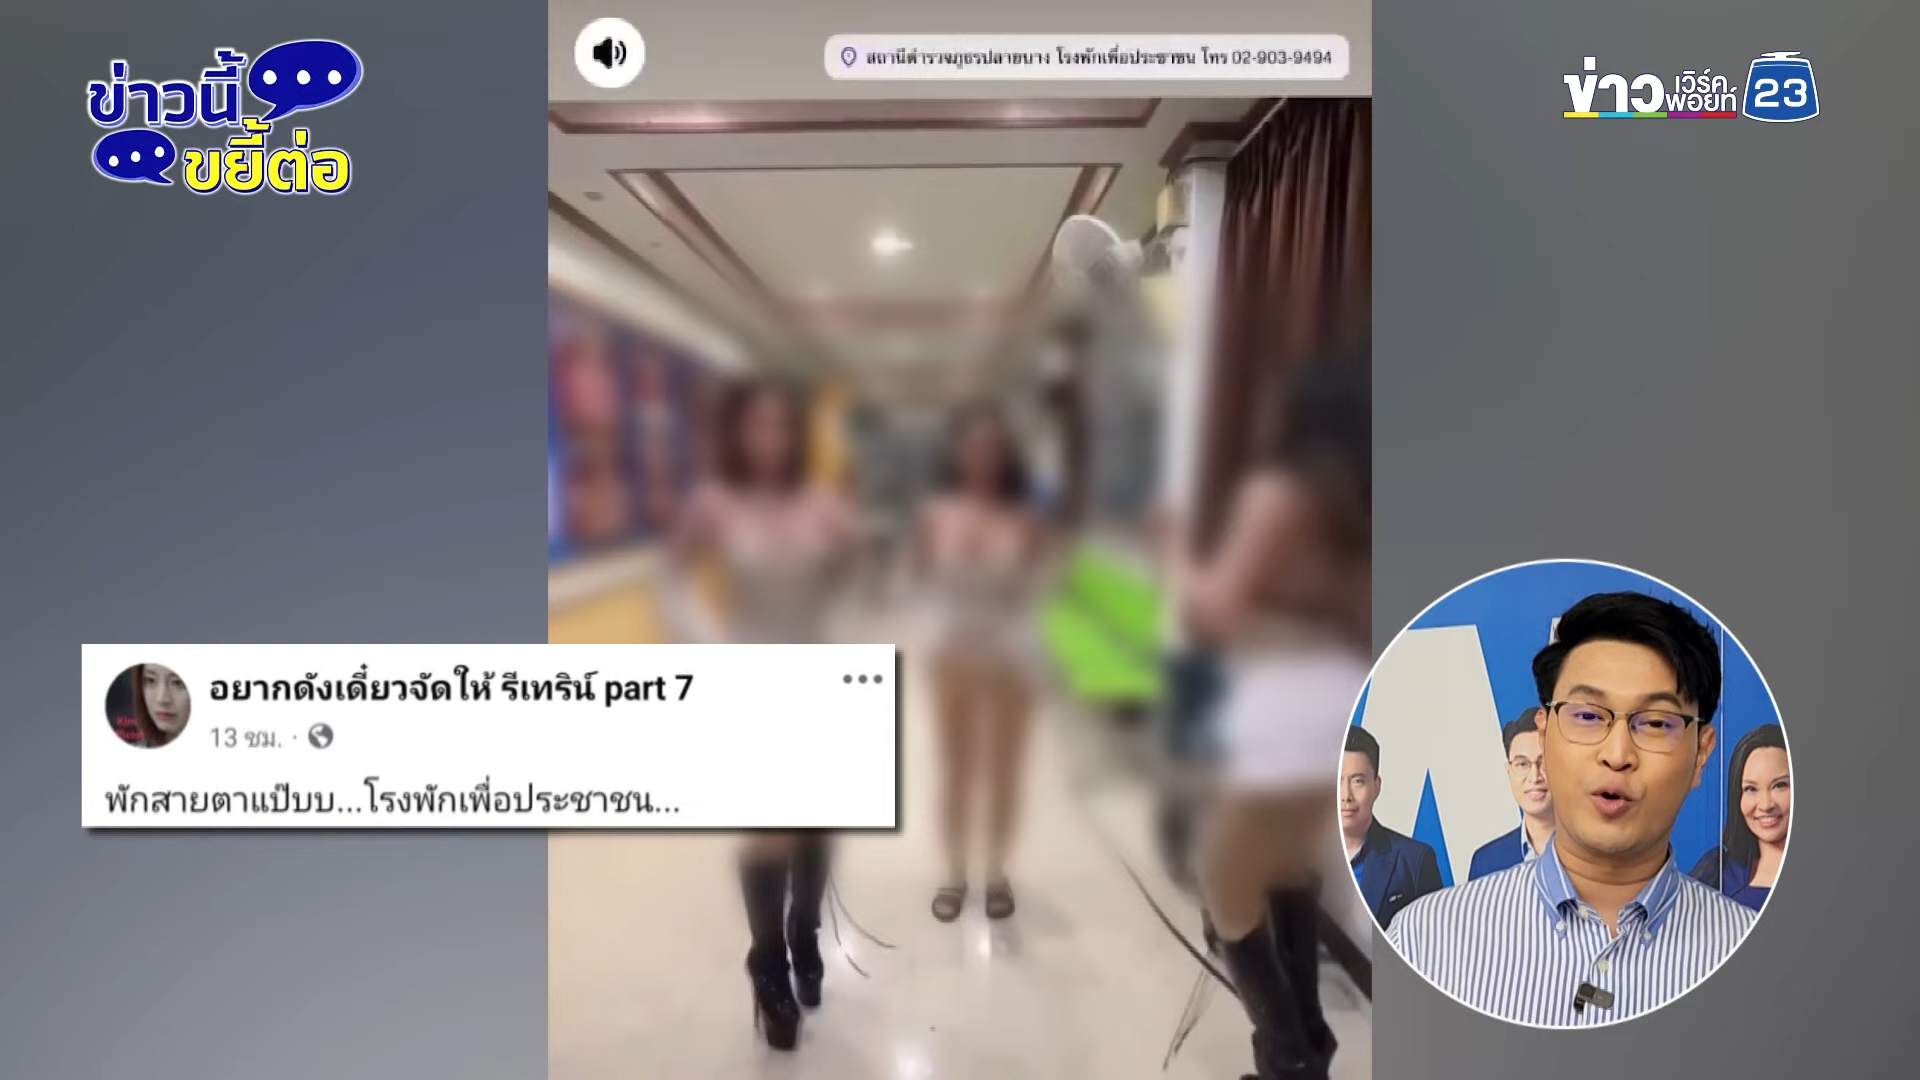 ข่าวนี้
ขยี้ต่อ
สถานีตำรวจภูธรปลายบาง โรงพักเพื่อประชาชน โทร 02-903-9494
ข่าว
เวิร์ค
พอยท์
23
อยากดังเดี๋ยวจัดให้ รีเทริน์ part 7
13 ชม.
พักสายตาแป๊บบ...โรงพักเพื่อประชาชน...